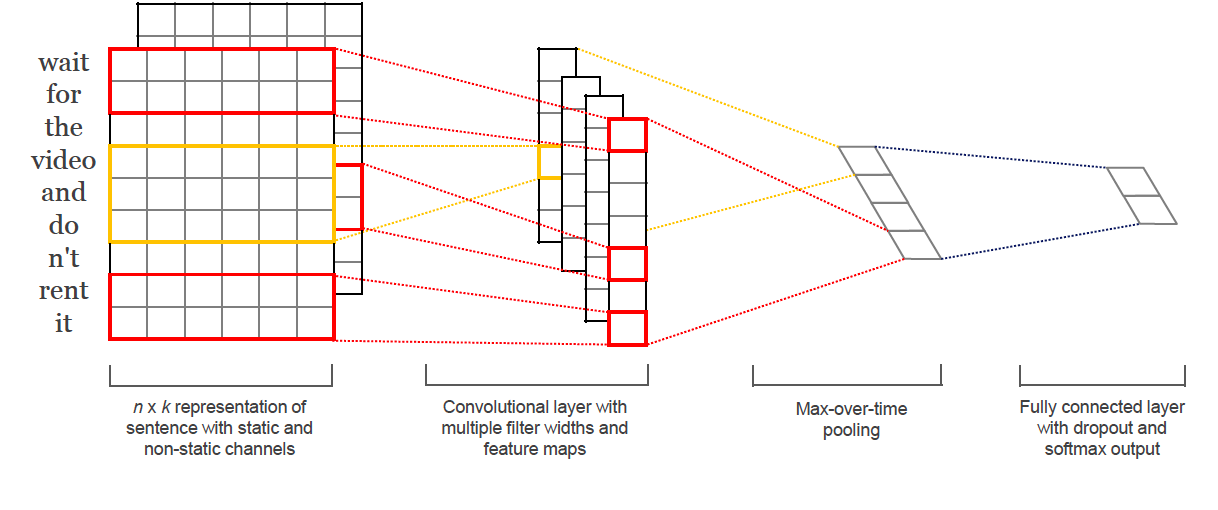 wait
for
the
video
and
do
n't
rent
it
n x k representation of
sentence with static and
non-static channels
Convolutional layer with
multiple filter widths and
feature maps
Max-over-time
pooling
Fully connected layer
with dropout and
softmax output